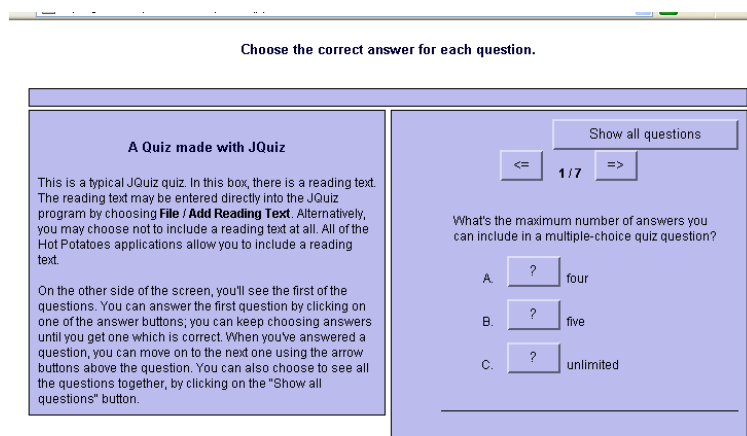 Choose the correct answer for each question.
A Quiz made with JQuiz
This is a typical JQuiz quiz. In this box, there is a reading text.
The reading text may be entered directly into the JQuiz
program by choosing File / Add Reading Text. Alternatively,
you may choose not to include a reading text at all. All of the
Hot Potatoes applications allow you to include a reading
text.
On the other side of the screen, you'll see the first of the
questions. You can answer the first question by clicking on
one of the answer buttons; you can keep choosing answers
until you get one which is correct. When you've answered a
question, you can move on to the next one using the arrow
buttons above the question. You can also choose to see all
the questions together, by clicking on the "Show all
questions" button.
Show all questions
<= 1 / 7 =>
What's the maximum number of answers you
can include in a multiple-choice quiz question?
A. ? four
B. ? five
C. ? unlimited